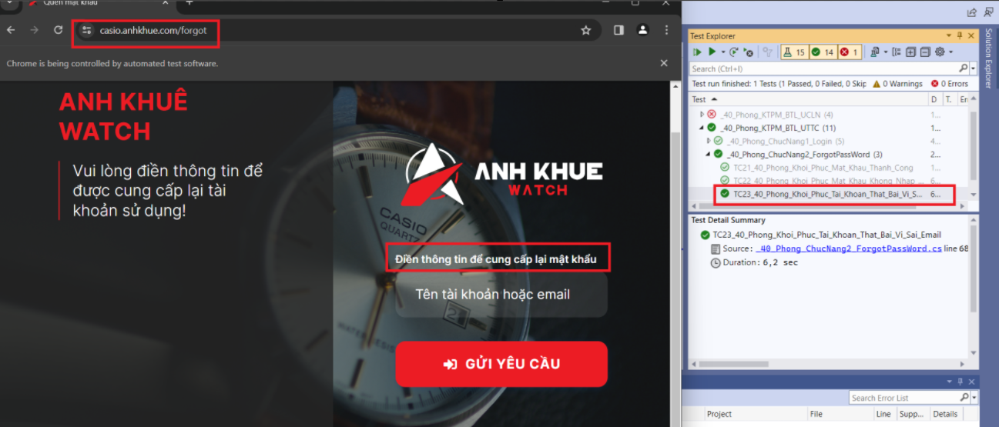 Quên mật khẩu
casio.anhkhue.com/forgot
Chrome is being controlled by automated test software.
ANH KHUÊ
WATCH
Vui lòng điền thông tin để
được cung cấp lại tài
khoản sử dụng!
ANH KHUE
WATCH
CASIO
QUARTZ
Điền thông tin để cung cấp lại mật khẩu
Tên tài khoản hoặc email
GỬI YÊU CẦU
Test Explorer
15 14 1
Search (Ctrl+I)
Test run finished: 1 Tests (1 Passed, 0 Failed, 0 Skip 0 Warnings 0 Errors
Test D T. Er
_40_Phong_KTPM_BTL_UCLN (4) 1...
_40_Phong_KTPM_BTL_UTTC (11) 1...
_40_Phong_ChucNang1_Login (5) 4...
_40_Phong_ChucNang2_ForgotPassWord (3) 2...
TC21_40_Phong_Khoi_Phuc_Mat_Khau_Thanh_Cong 1...
TC22_40_Phong_Khoi_Phuc_Mat_Khau_Khong_Nhap_... 6...
TC23_40_Phong_Khoi_Phuc_Tai_Khoan_That_Bai_Vi_S... 6...
Test Detail Summary
TC23_40_Phong_Khoi_Phuc_Tai_Khoan_That_Bai_Vi_Sai_Email
Source: _40_Phong_ChucNang2_ForgotPassWord.cs line 68
Duration: 6,2 sec
Solution Explorer
Search Error List
Project File Line Supp... Details